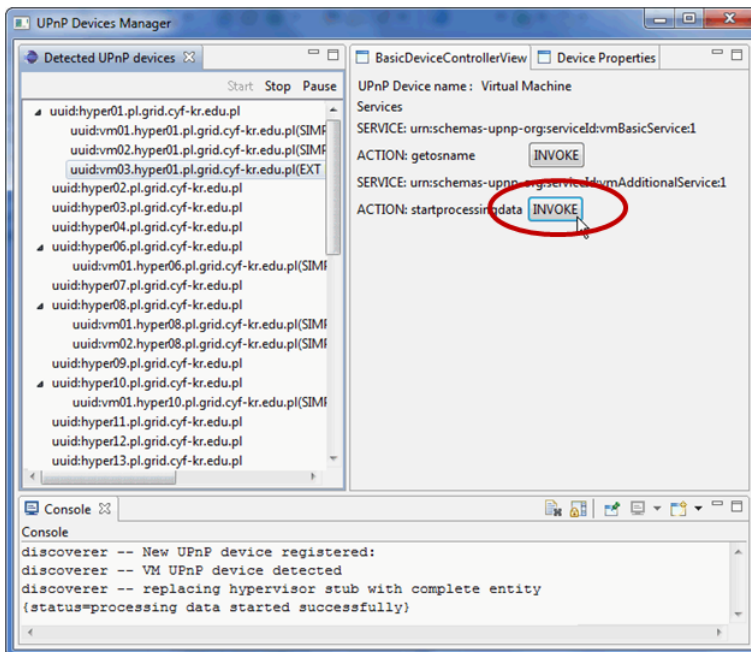 UPnP Devices Manager
Detected UPnP devices
Start Stop Pause
uuid:hyper01.pl.grid.cyf-kr.edu.pl
uuid:vm01.hyper01.pl.grid.cyf-kr.edu.pl(SIMP
uuid:vm02.hyper01.pl.grid.cyf-kr.edu.pl(SIMP
uuid:vm03.hyper01.pl.grid.cyf-kr.edu.pl(EXT
uuid:hyper02.pl.grid.cyf-kr.edu.pl
uuid:hyper03.pl.grid.cyf-kr.edu.pl
uuid:hyper04.pl.grid.cyf-kr.edu.pl
uuid:hyper06.pl.grid.cyf-kr.edu.pl
uuid:vm01.hyper06.pl.grid.cyf-kr.edu.pl(SIMP
uuid:hyper07.pl.grid.cyf-kr.edu.pl
uuid:hyper08.pl.grid.cyf-kr.edu.pl
uuid:vm01.hyper08.pl.grid.cyf-kr.edu.pl(SIMP
uuid:vm02.hyper08.pl.grid.cyf-kr.edu.pl(SIMP
uuid:hyper09.pl.grid.cyf-kr.edu.pl
uuid:hyper10.pl.grid.cyf-kr.edu.pl
uuid:vm01.hyper10.pl.grid.cyf-kr.edu.pl(SIMP
uuid:hyper11.pl.grid.cyf-kr.edu.pl
uuid:hyper12.pl.grid.cyf-kr.edu.pl
uuid:hyper13.pl.grid.cyf-kr.edu.pl
BasicDeviceControllerView Device Properties
UPnP Device name : Virtual Machine
Services
SERVICE: urn:schemas-upnp-org:serviceId:vmBasicService:1
ACTION: getosname INVOKE
SERVICE: urn:schemas-upnp-org:serviceId:vmAdditionalService:1
ACTION: startprocessingdata INVOKE
Console
Console
discoverer -- New UPnP device registered:
discoverer -- VM UPnP device detected
discoverer -- replacing hypervisor stub with complete entity
{status=processing data started successfully}